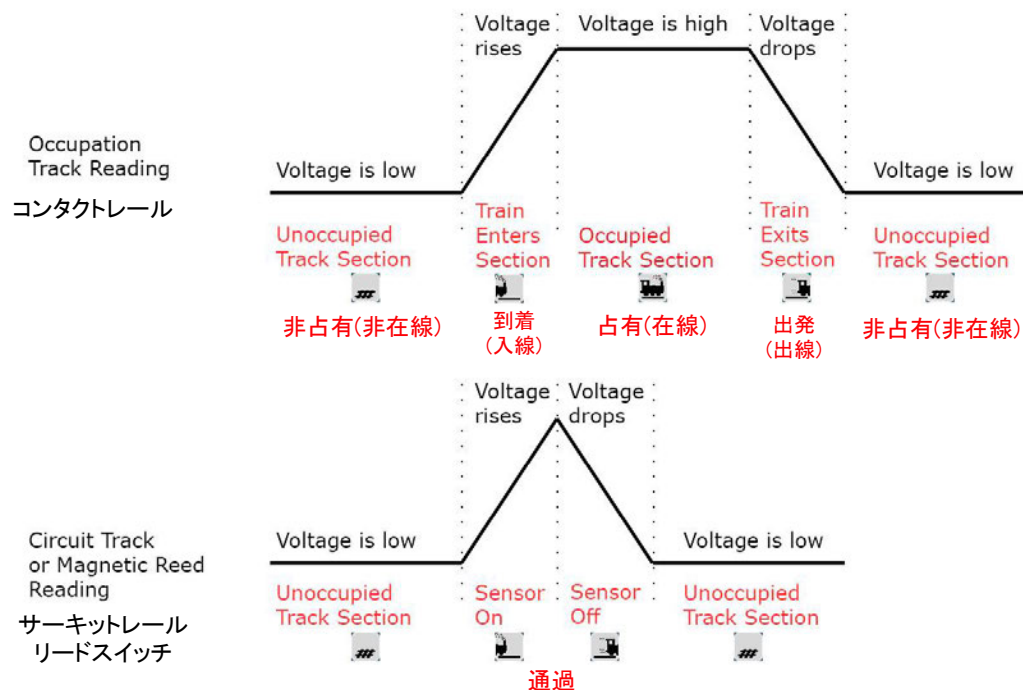 Voltage
rises
Voltage is high
Voltage
drops
Occupation
Track Reading
コンタクトレール
Voltage is low
Voltage is low
Unoccupied
Track Section
Train
Enters
Section
Occupied
Track Section
Train
Exits
Section
Unoccupied
Track Section
非占有(非在線)
到着
(入線)
占有(在線)
出発
(出線)
非占有(非在線)
Voltage
rises
Voltage
drops
Circuit Track
or Magnetic Reed
Reading
サーキットレール
リードスイッチ
Voltage is low
Voltage is low
Unoccupied
Track Section
Sensor
On
Sensor
Off
Unoccupied
Track Section
通過